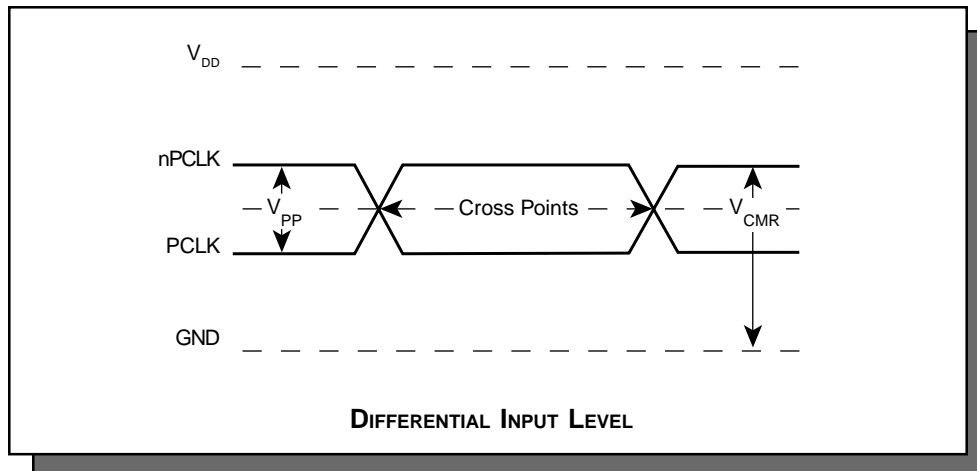 VDD
nPCLK
VPP
Cross Points
VCMR
PCLK
GND
DIFFERENTIAL INPUT LEVEL